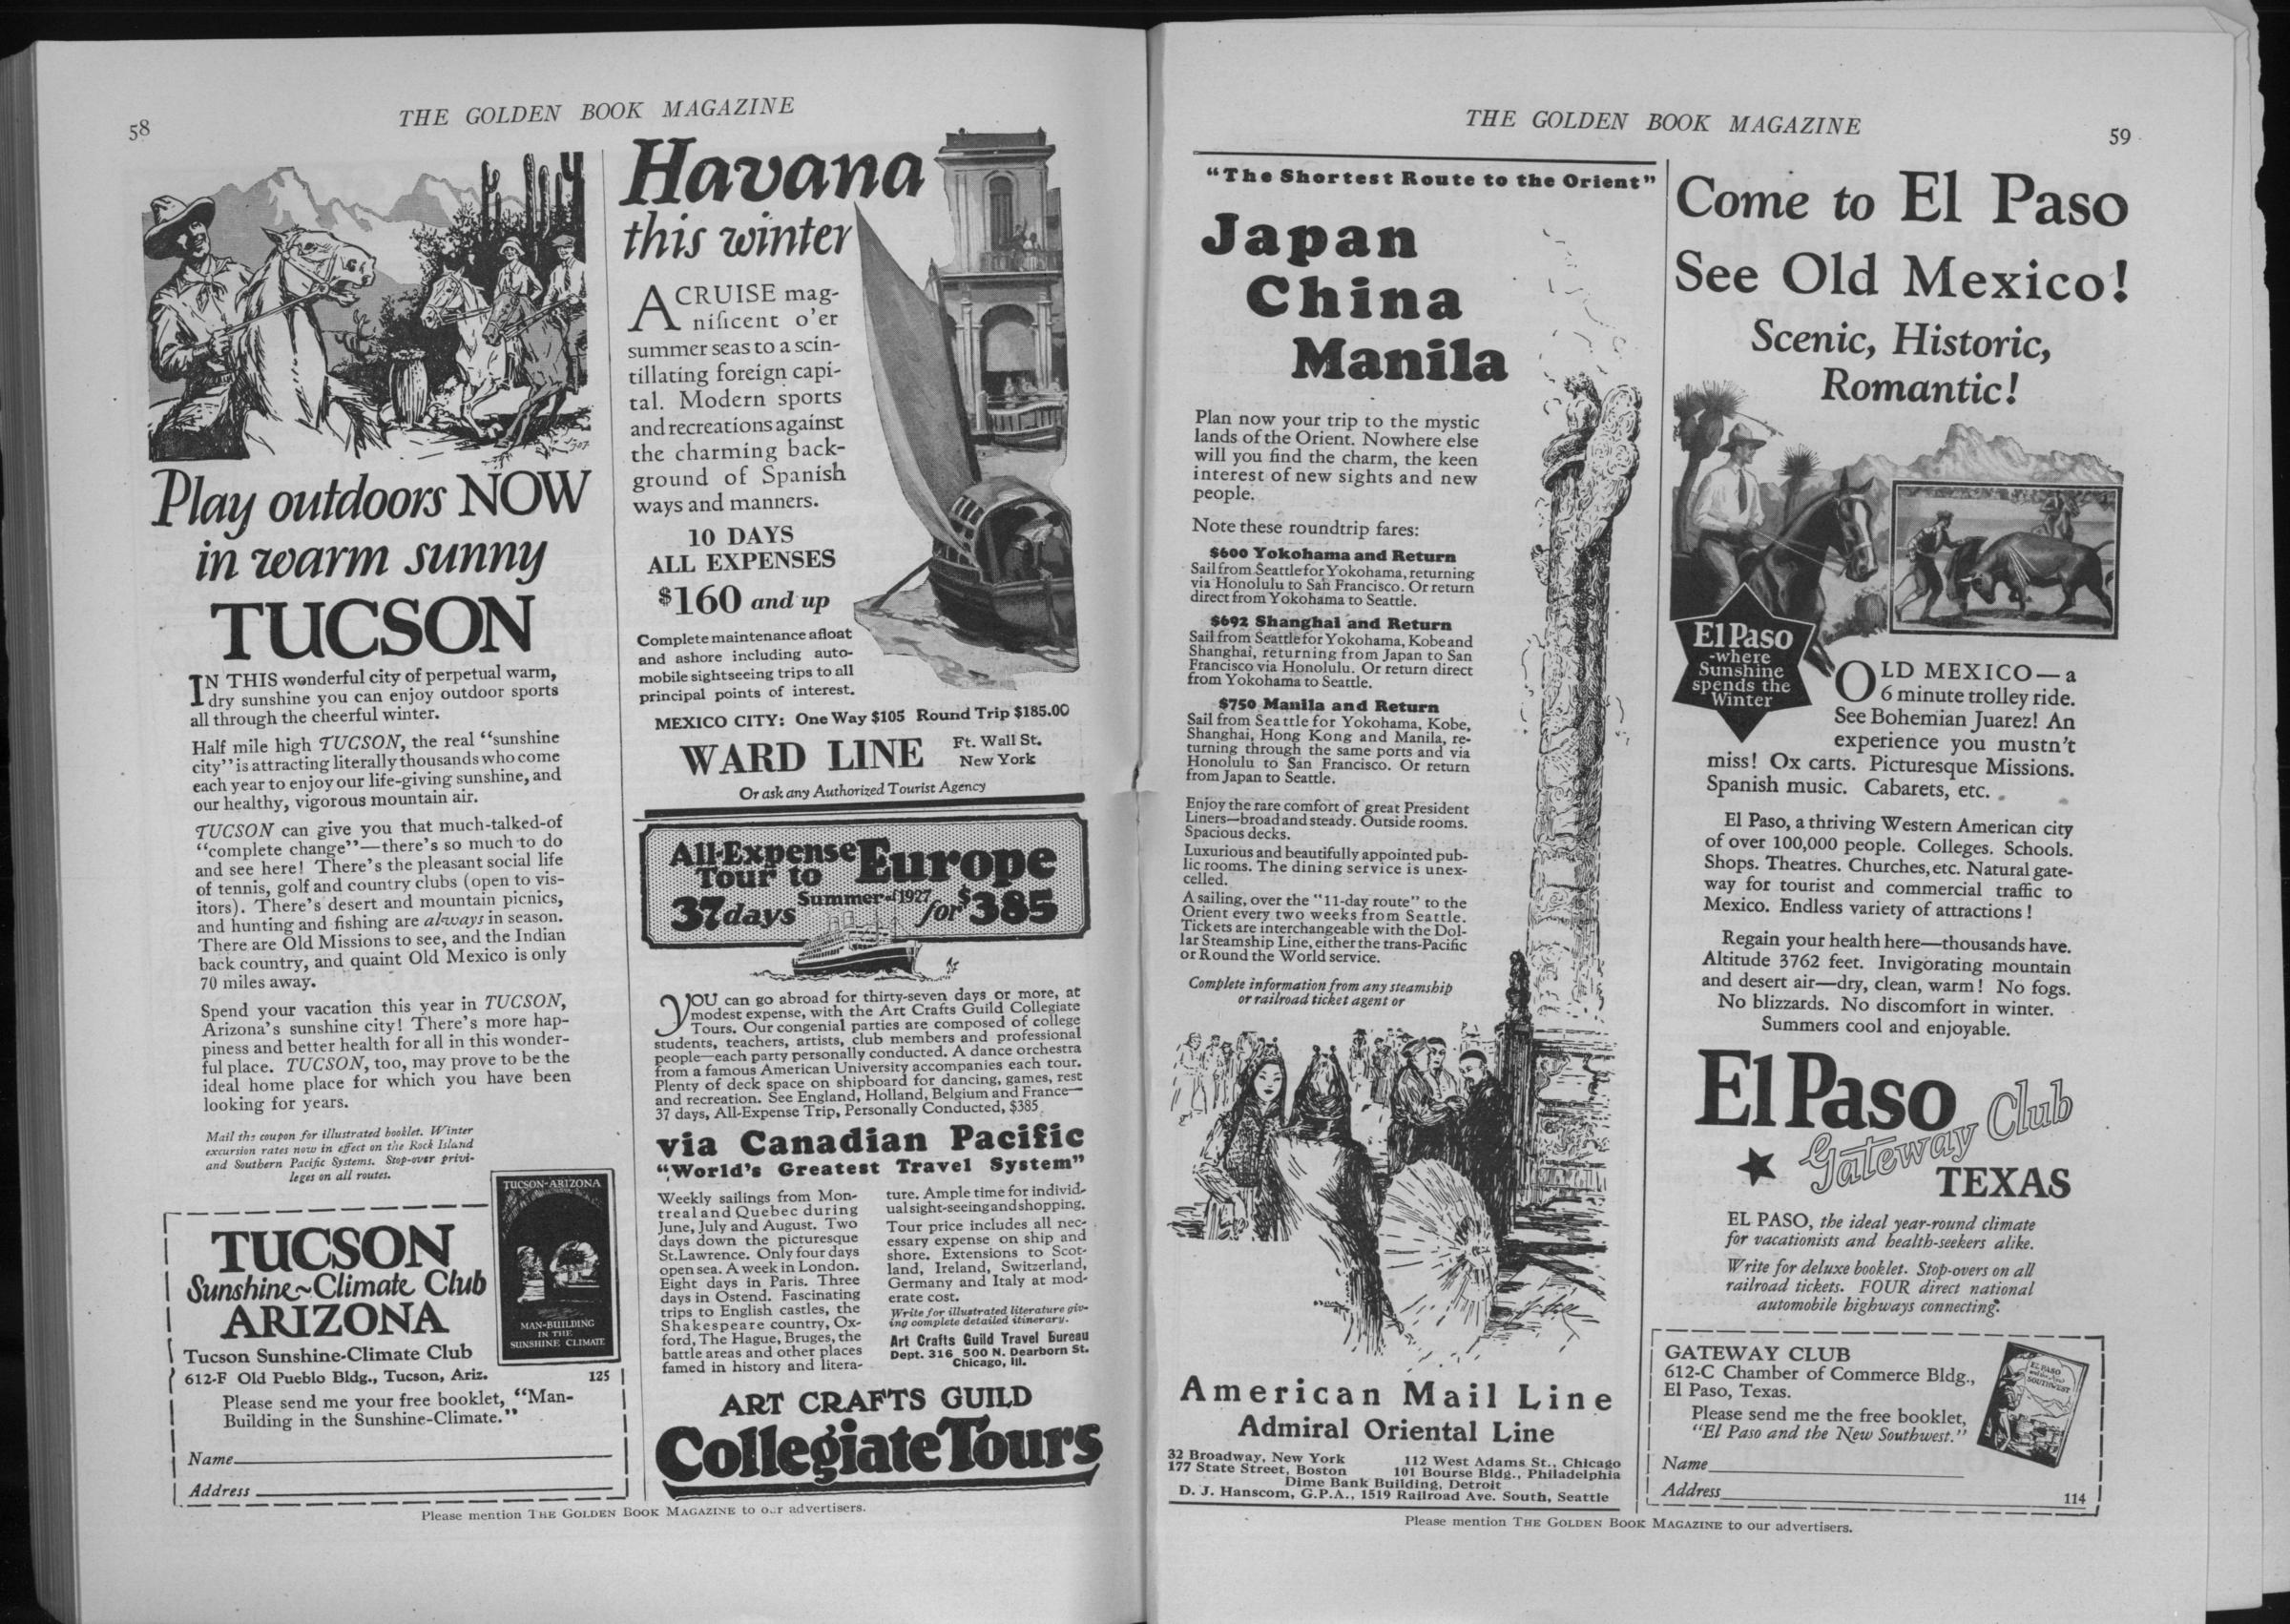 58
THE GOLDEN BOOK MAGAZINE
Play outdoors NOW
in warm sunny
TUCSON
IN THIS wonderful city of perpetual warm,
dry sunshine you can enjoy outdoor sports
all through the cheerful winter.
Half mile high TUCSON, the real "sunshine
city" is attracting literally thousands who come
each year to enjoy our life-giving sunshine, and
our healthy, vigorous mountain air.
TUCSON can give you that much-talked-of
"complete change"—there's so much to do
and see here! There's the pleasant social life
of tennis, golf and country clubs (open to vis-
itors). There's desert and mountain picnics,
and hunting and fishing are always in season.
There are Old Missions to see, and the Indian
back country, and quaint Old Mexico is only
70 miles away.
Spend your vacation this year in TUCSON,
Arizona's sunshine city! There's more hap-
piness and better health for all in this wonder-
ful place. TUCSON, too, may prove to be the
ideal home place for which you have been
looking for years.
Mail the coupon for illustrated booklet. Winter
excursion rates now in effect on the Rock Island
and Southern Pacific Systems. Stop-over privi-
leges on all routes.
TUCSON-ARIZONA
MAN-BUILDING
IN THE
SUNSHINE CLIMATE
TUCSON
Sunshine~Climate Club
ARIZONA
Tucson Sunshine-Climate Club
612-F Old Pueblo Bldg., Tucson, Ariz. 125
Please send me your free booklet, "Man-
Building in the Sunshine-Climate."
Name
Address
Havana
this winter
A CRUISE mag-
nificent o'er
summer seas to a scin-
tillating foreign capi-
tal. Modern sports
and recreations against
the charming back-
ground of Spanish
ways and manners.
10 DAYS
ALL EXPENSES
$160 and up
Complete maintenance afloat
and ashore including auto-
mobile sightseeing trips to all
principal points of interest.
MEXICO CITY: One Way $105 Round Trip $185.00
WARD LINE
Ft. Wall St.
New York
Or ask any Authorized Tourist Agency
All-Expense
Tour to
Europe
37 days
Summer of 1927
for $385
YOU can go abroad for thirty-seven days or more, at
modest expense, with the Art Crafts Guild Collegiate
Tours. Our congenial parties are composed of college
students, teachers, artists, club members and professional
people—each party personally conducted. A dance orchestra
from a famous American University accompanies each tour.
Plenty of deck space on shipboard for dancing, games, rest
and recreation. See England, Holland, Belgium and France—
37 days, All-Expense Trip, Personally Conducted, $385
via Canadian Pacific
"World's Greatest Travel System"
Weekly sailings from Mon-
treal and Quebec during
June, July and August. Two
days down the picturesque
St. Lawrence. Only four days
open sea. A week in London.
Eight days in Paris. Three
days in Ostend. Fascinating
trips to English castles, the
Shakespeare country, Ox-
ford, The Hague, Bruges, the
battle areas and other places
famed in history and litera-
ture. Ample time for individ-
ual sight-seeing and shopping.
Tour price includes all nec-
essary expense on ship and
shore. Extensions to Scot-
land, Ireland, Switzerland,
Germany and Italy at mod-
erate cost.
Write for illustrated literature giv-
ing complete detailed itinerary.
Art Crafts Guild Travel Bureau
Dept. 316 500 N. Dearborn St.
Chicago, Ill.
ART CRAFTS GUILD
Collegiate Tours
Please mention THE GOLDEN BOOK MAGAZINE to our advertisers.
THE GOLDEN BOOK MAGAZINE
59
"The Shortest Route to the Orient"
Japan
China
Manila
Plan now your trip to the mystic
lands of the Orient. Nowhere else
will you find the charm, the keen
interest of new sights and new
people.
Note these roundtrip fares:
$600 Yokohama and Return
Sail from Seattle for Yokohama, returning
via Honolulu to San Francisco. Or return
direct from Yokohama to Seattle.
$692 Shanghai and Return
Sail from Seattle for Yokohama, Kobe and
Shanghai, returning from Japan to San
Francisco via Honolulu. Or return direct
from Yokohama to Seattle.
$750 Manila and Return
Sail from Seattle for Yokohama, Kobe,
Shanghai, Hong Kong and Manila, re-
turning through the same ports and via
Honolulu to San Francisco. Or return
from Japan to Seattle.
Enjoy the rare comfort of great President
Liners—broad and steady. Outside rooms.
Spacious decks.
Luxurious and beautifully appointed pub-
lic rooms. The dining service is unex-
celled.
A sailing, over the "11-day route" to the
Orient every two weeks from Seattle.
Tickets are interchangeable with the Dol-
lar Steamship Line, either the trans-Pacific
or Round the World service.
Complete information from any steamship
or railroad ticket agent or
American Mail Line
Admiral Oriental Line
32 Broadway, New York 112 West Adams St., Chicago
177 State Street, Boston 101 Bourse Bldg., Philadelphia
Dime Bank Building, Detroit
D. J. Hanscom, G.P.A., 1519 Railroad Ave. South, Seattle
Come to El Paso
See Old Mexico!
Scenic, Historic,
Romantic!
El Paso
-where
Sunshine
spends the
Winter
OLD MEXICO—a
6 minute trolley ride.
See Bohemian Juarez! An
experience you mustn't
miss! Ox carts. Picturesque Missions.
Spanish music. Cabarets, etc.
El Paso, a thriving Western American city
of over 100,000 people. Colleges. Schools.
Shops. Theatres. Churches, etc. Natural gate-
way for tourist and commercial traffic to
Mexico. Endless variety of attractions!
Regain your health here—thousands have.
Altitude 3762 feet. Invigorating mountain
and desert air—dry, clean, warm! No fogs.
No blizzards. No discomfort in winter.
Summers cool and enjoyable.
El Paso
Gateway Club
TEXAS
EL PASO, the ideal year-round climate
for vacationists and health-seekers alike.
Write for deluxe booklet. Stop-overs on all
railroad tickets. FOUR direct national
automobile highways connecting.
GATEWAY CLUB
612-C Chamber of Commerce Bldg.,
El Paso, Texas.
Please send me the free booklet,
"El Paso and the New Southwest."
EL PASO
and the New
SOUTHWEST
Name
Address
114
Please mention THE GOLDEN BOOK MAGAZINE to our advertisers.